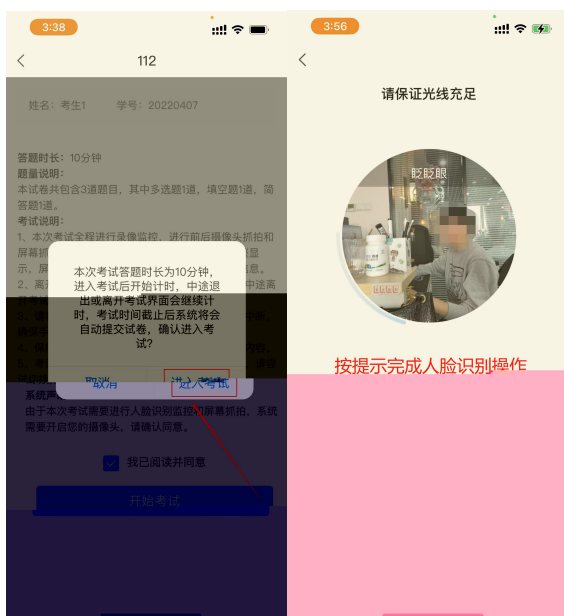 3:38
112
姓名：考生1 学号：20220407
答题时长：10分钟
题量说明：
本试卷共包含3道题目，其中多选题1道，填空题1道，简
答题1道。
考试说明：
1、本次考试全程进行录像监控，进行前后摄像头抓拍和
屏幕抓
示，屏
2、离
本次考试答题时长为10分钟，
进入考试后开始计时，中途退
出或离开考试界面会继续计
时，考试时间截止后系统将会
自动提交试卷，确认进入考
试？
取消 进入考试
由于本次考试需要进行人脸识别监控和屏幕抓拍，系统
需要开启您的摄像头，请确认同意。
我已阅读并同意
开始考试
3:56
请保证光线充足
眨眨眼
按提示完成人脸识别操作